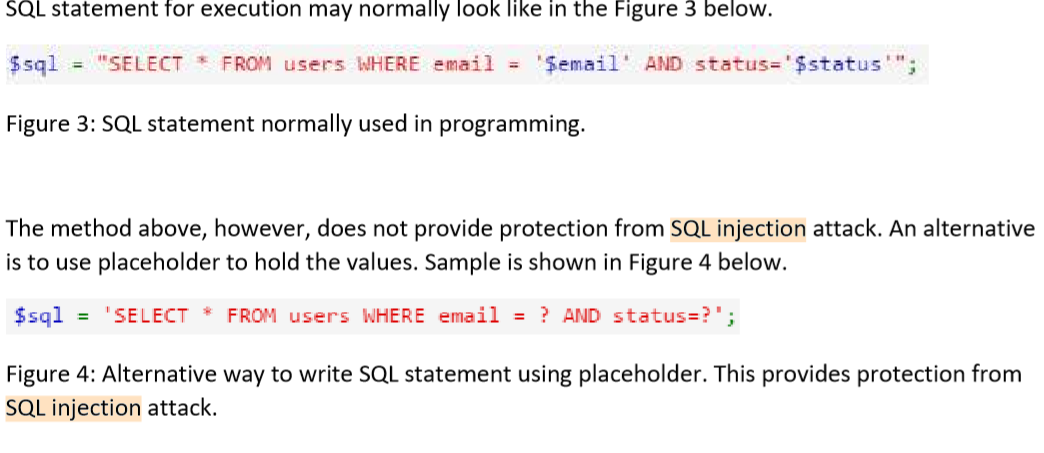 SQL statement for execution may normally look like in the Figure 3 below.
$sql = "SELECT * FROM users WHERE email = '$email' AND status='$status'";
Figure 3: SQL statement normally used in programming.
The method above, however, does not provide protection from SQL injection attack. An alternative
is to use placeholder to hold the values. Sample is shown in Figure 4 below.
$sql = 'SELECT * FROM users WHERE email = ? AND status=?';
Figure 4: Alternative way to write SQL statement using placeholder. This provides protection from
SQL injection attack.